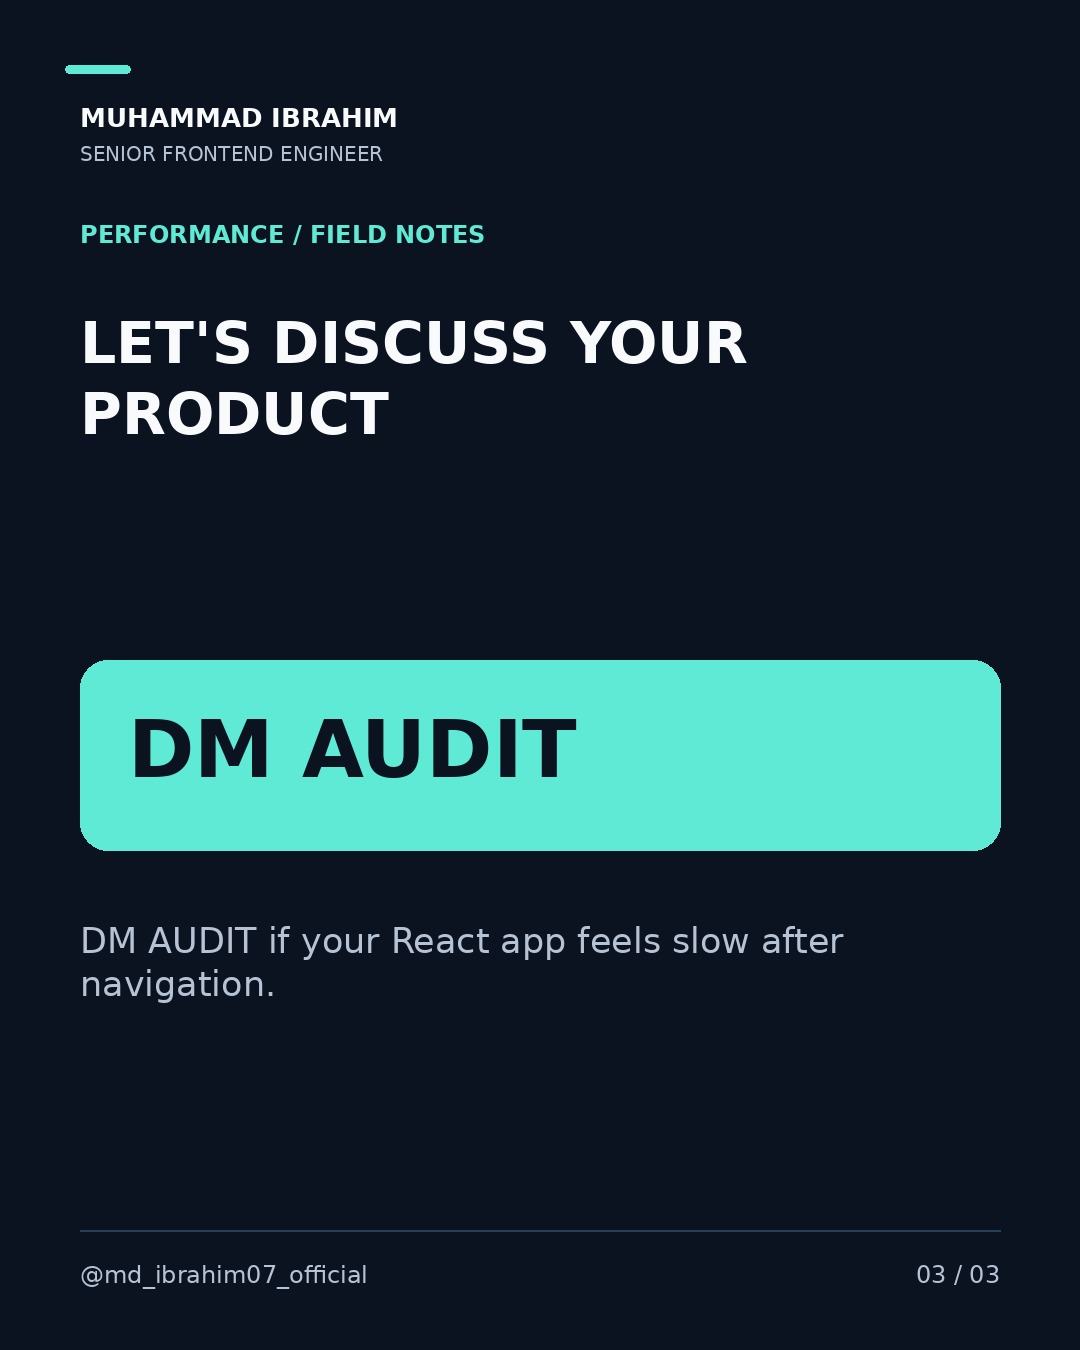 MUHAMMAD IBRAHIM
SENIOR FRONTEND ENGINEER
PERFORMANCE / FIELD NOTES
LET'S DISCUSS YOUR
PRODUCT
DM AUDIT
DM AUDIT if your React app feels slow after
navigation.
@md_ibrahim07_official
03 / 03